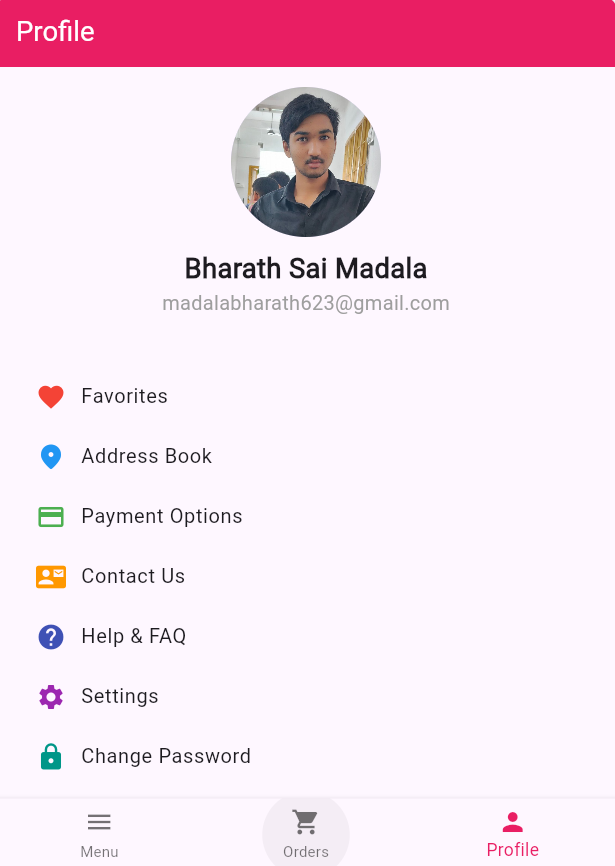 Profile
Bharath Sai Madala
madalabharath623@gmail.com
Favorites
Address Book
Payment Options
Contact Us
Help & FAQ
Settings
Change Password
Menu
Orders
Profile